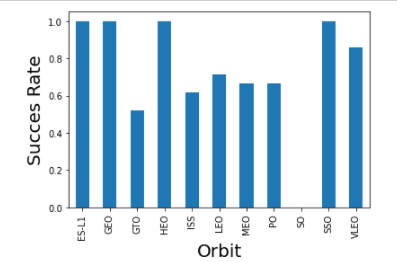 Succes Rate
1.0
0.8
0.6
0.4
0.2
0.0
ES-L1
GEO
GTO
HEO
ISS
LEO
MEO
PO
SO
SSO
VLEO
Orbit